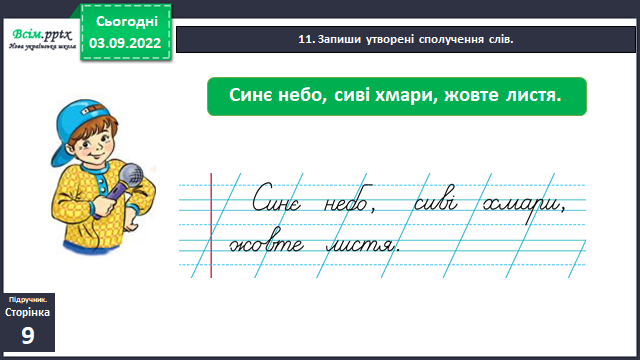 Всім.pptx
Нова українська школа
Сьогодні
03.09.2022
11. Запиши утворені сполучення слів.
Синє небо, сиві хмари, жовте листя.
Синє небо, сиві хмари,
жовте листя.
Підручник.
Сторінка
9